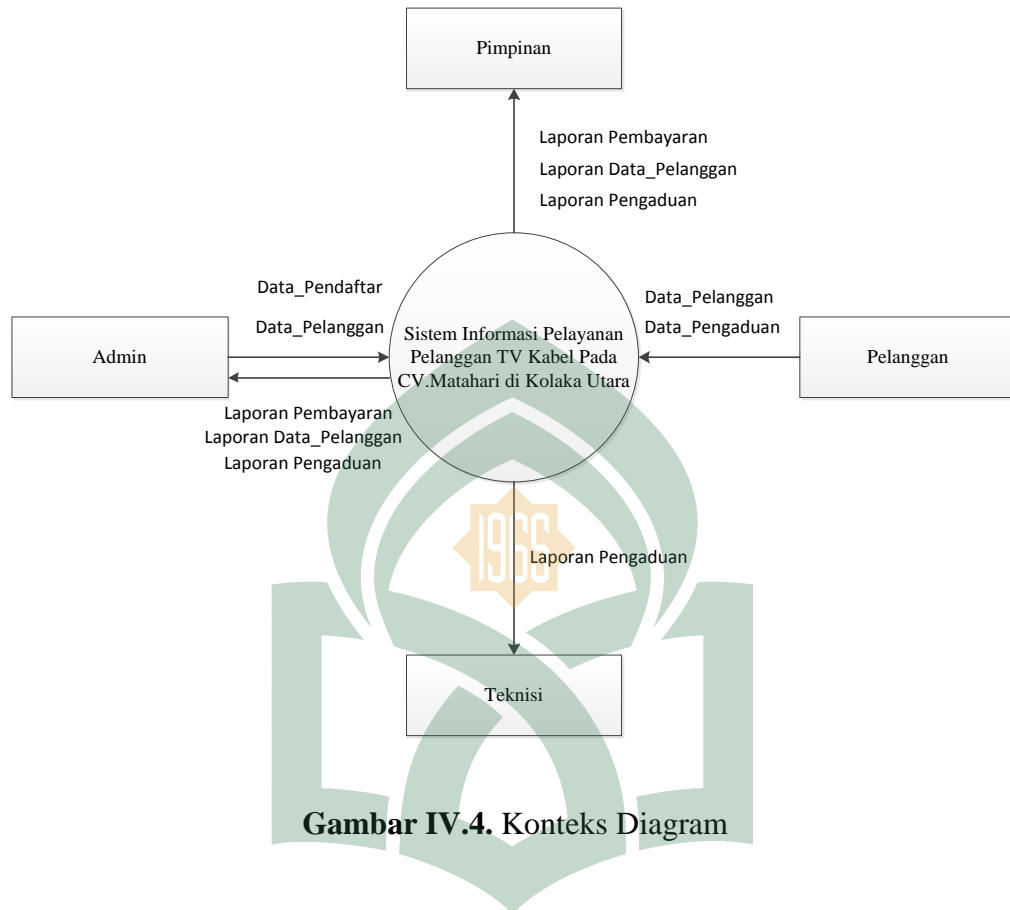 Pimpinan
Laporan Pembayaran
Laporan Data_Pelanggan
Laporan Pengaduan
Data_Pendaftar
Data_Pelanggan
Admin
Laporan Pembayaran
Laporan Data_Pelanggan
Laporan Pengaduan
Sistem Informasi Pelayanan
Pelanggan TV Kabel Pada
CV.Matahari di Kolaka Utara
Data_Pelanggan
Data_Pengaduan
Pelanggan
1965
Laporan Pengaduan
Teknisi
Gambar IV.4. Konteks Diagram